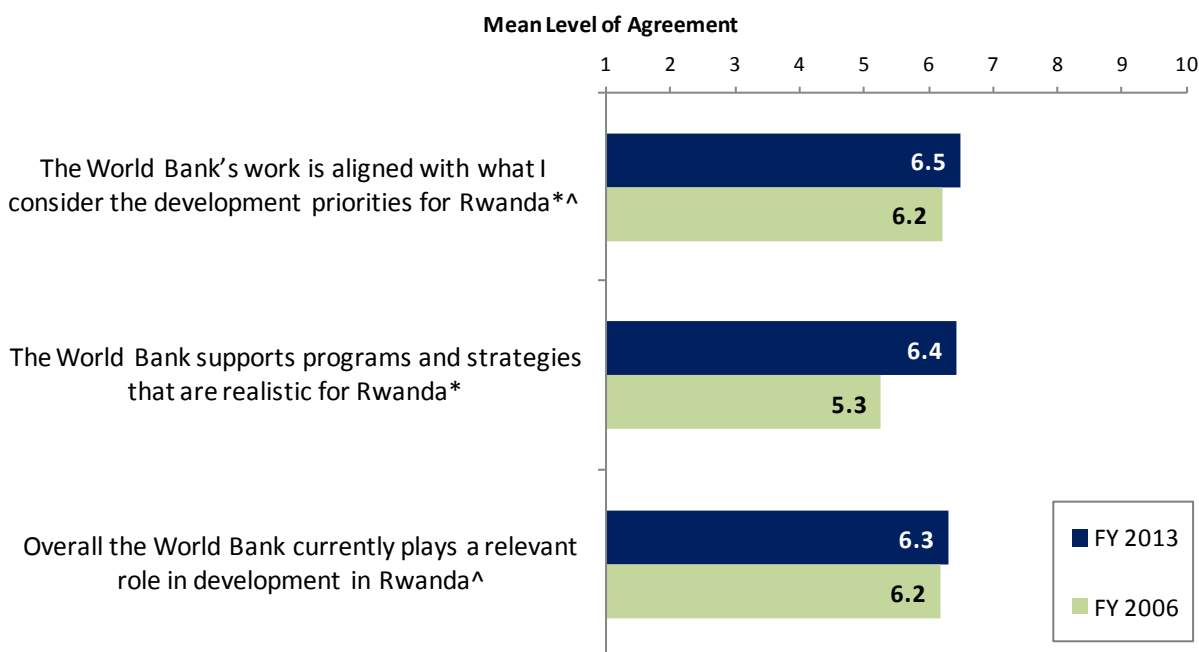 Mean Level of Agreement
1 2 3 4 5 6 7 8 9 10
The World Bank’s work is aligned with what I
consider the development priorities for Rwanda*^
6.5
6.2
The World Bank supports programs and strategies
that are realistic for Rwanda*
6.4
5.3
Overall the World Bank currently plays a relevant
role in development in Rwanda^
6.3
6.2
FY 2013
FY 2006